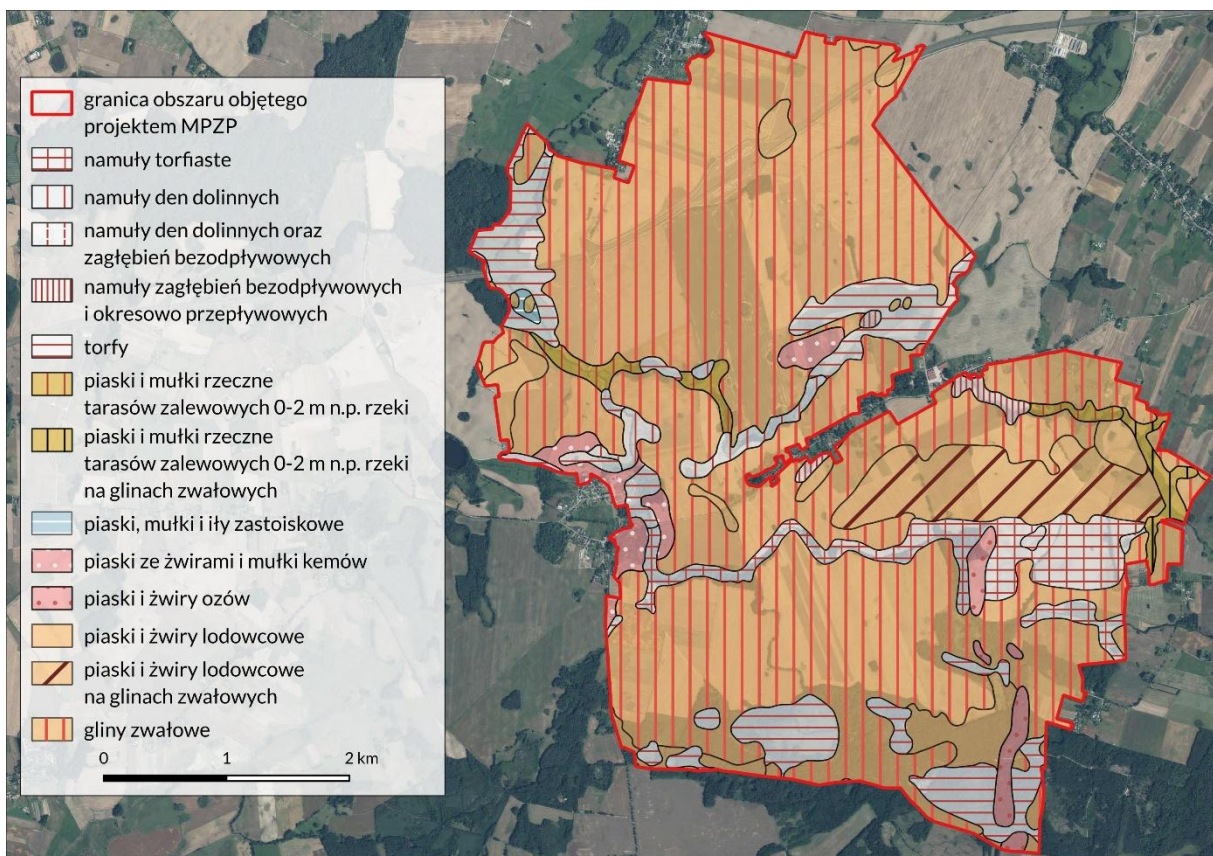 granica obszaru objętego
projektem MPZP
namuły torfiaste
namuły den dolinnych
namuły den dolinnych oraz
zagłębień bezodpływowych
namuły zagłębień bezodpływowych
i okresowo przepływowych
torfy
piaski i mułki rzeczne
tarasów zalewowych 0-2 m n.p. rzeki
piaski i mułki rzeczne
tarasów zalewowych 0-2 m n.p. rzeki
na glinach zwałowych
piaski, mułki i iły zastoiskowe
piaski ze żwirami i mułki kemów
piaski i żwiry ozów
piaski i żwiry lodowcowe
piaski i żwiry lodowcowe
na glinach zwałowych
gliny zwałowe
0 1 2 km